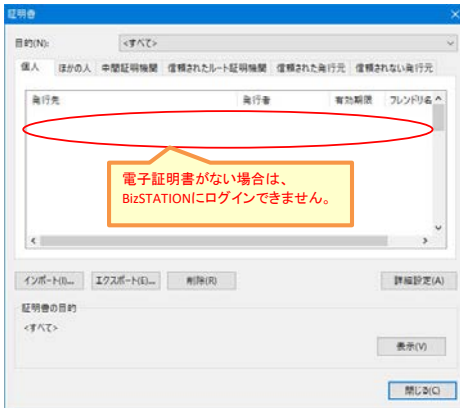 証明書
目的(N):
<すべて>
個人 ほかの人 中間証明機関 信頼されたルート証明機関 信頼された発行元 信頼されない発行元
発行先 発行者 有効期限 フレンドリ名
電子証明書がない場合は、
BizSTATIONにログインできません。
インポート(I)... エクスポート(E)... 削除(R) 詳細設定(A)
証明書の目的
<すべて>
表示(V)
閉じる(C)